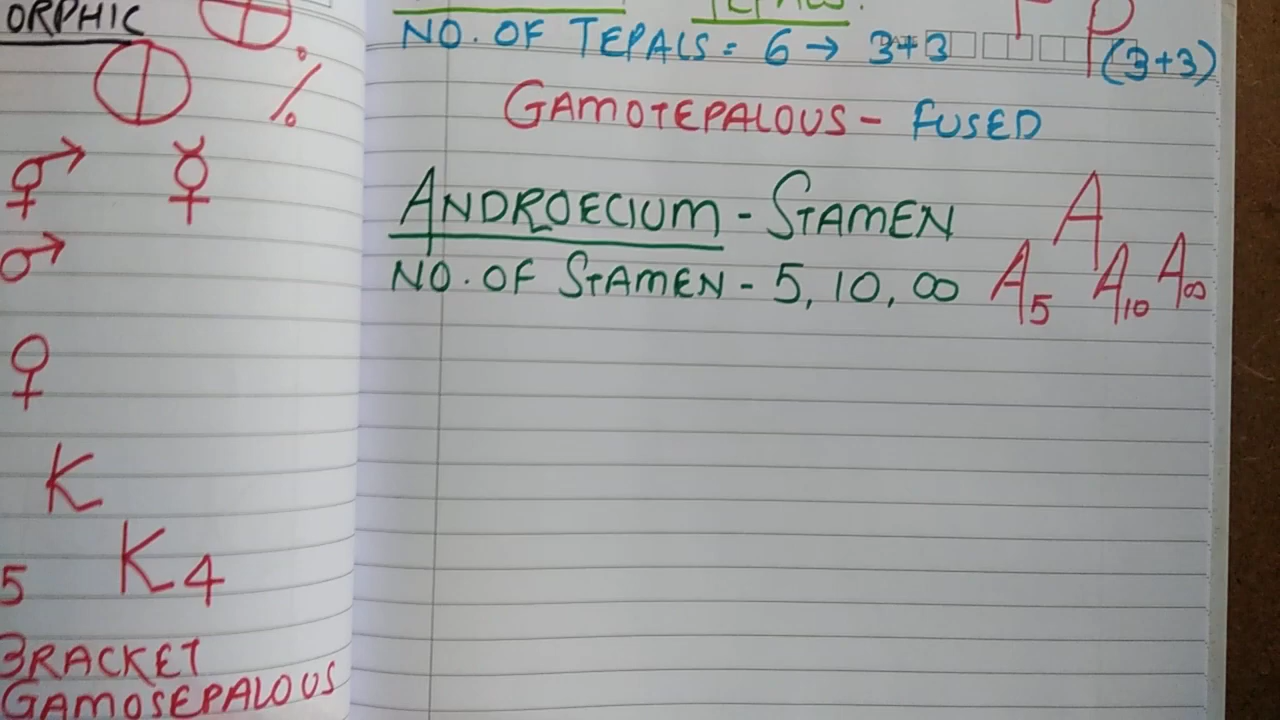 ORPHIC
⚥ ☿
♂
♀
K
5 K4
BRACKET
GAMOSEPALOUS
TEPALS.
NO. OF TEPALS = 6 → 3+3 P(3+3)
GAMOTEPALOUS - FUSED
ANDROECIUM - STAMEN A
NO. OF STAMEN - 5, 10, ∞ A5 A10 A∞